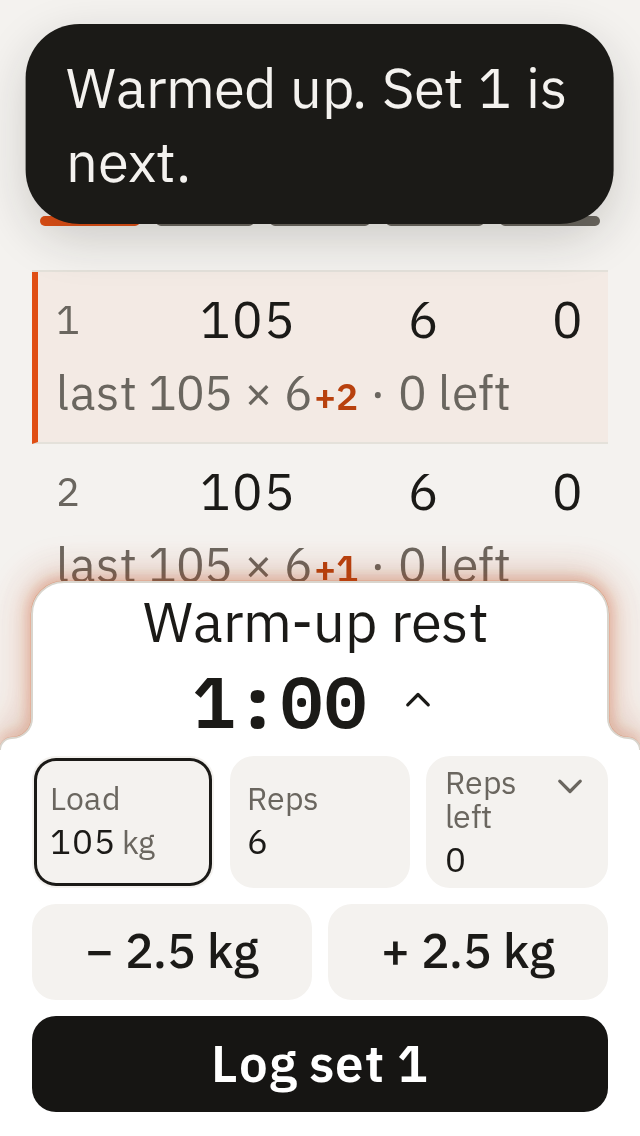 Warmed up. Set 1 is
next.
1 105 6 0
last 105 × 6+2 · 0 left
2 105 6 0
last 105 × 6+1 · 0 left
Warm-up rest
1:00
Load
105 kg
Reps
6
Reps
left
0
− 2.5 kg
+ 2.5 kg
Log set 1